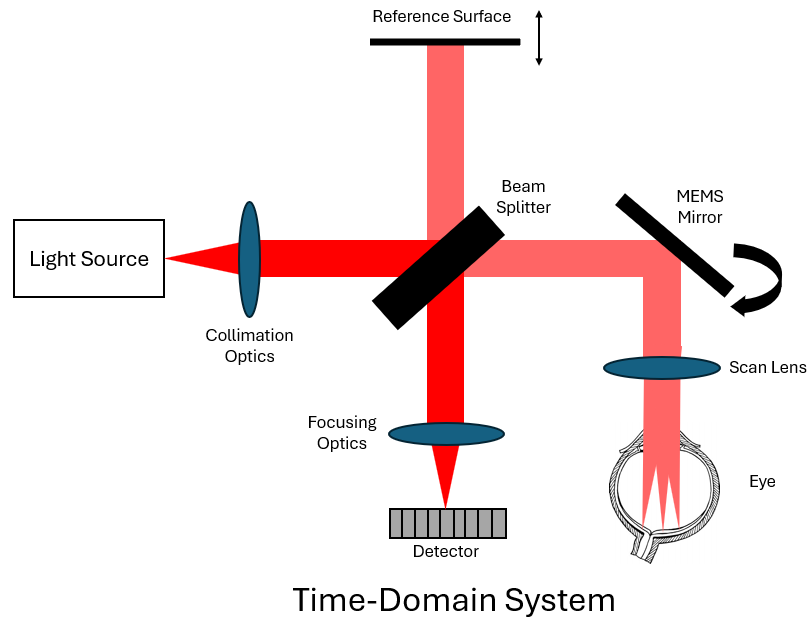 Reference Surface
Beam
Splitter
MEMS
Mirror
Light Source
Collimation
Optics
Scan Lens
Focusing
Optics
Eye
Detector
Time-Domain System